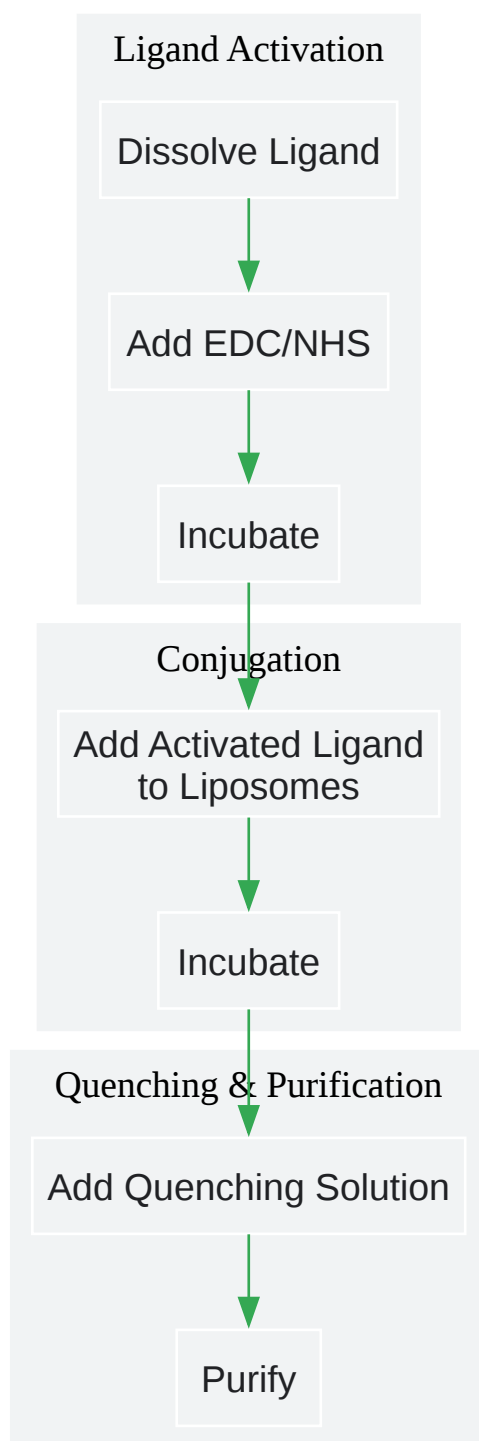 Ligand Activation
Dissolve Ligand
Add EDC/NHS
Incubate
Conjugation
Add Activated Ligand
to Liposomes
Incubate
Quenching & Purification
Add Quenching Solution
Purify